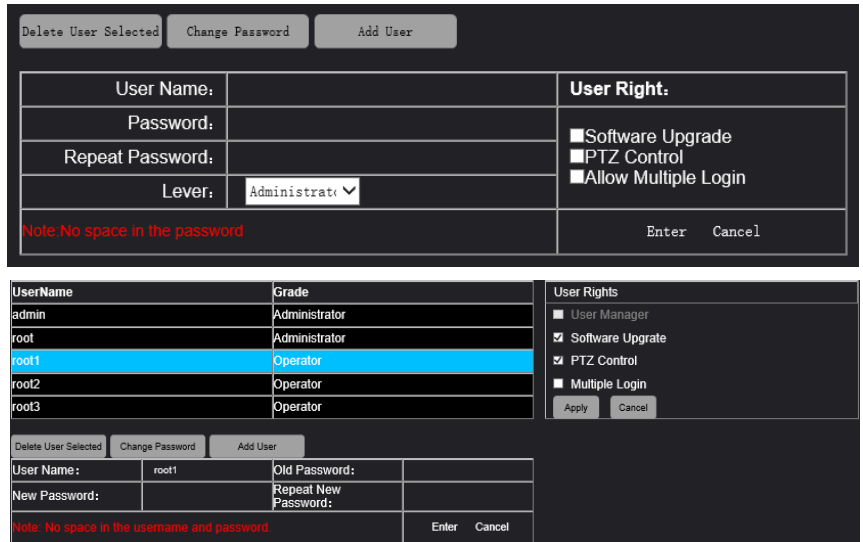 Delete User Selected Change Password Add User
User Name： User Right：
Password：
Software Upgrade
Repeat Password： PTZ Control
Allow Multiple Login
Lever： Administrat
Note:No space in the password Enter Cancel
UserName Grade User Rights
admin Administrator User Manager
root Administrator Software Upgrate
root1 Operator PTZ Control
root2 Operator Multiple Login
root3 Operator Apply Cancel
Delete User Selected Change Password Add User
User Name： root1 Old Password：
New Password： Repeat New
Password：
Note: No space in the username and password. Enter Cancel